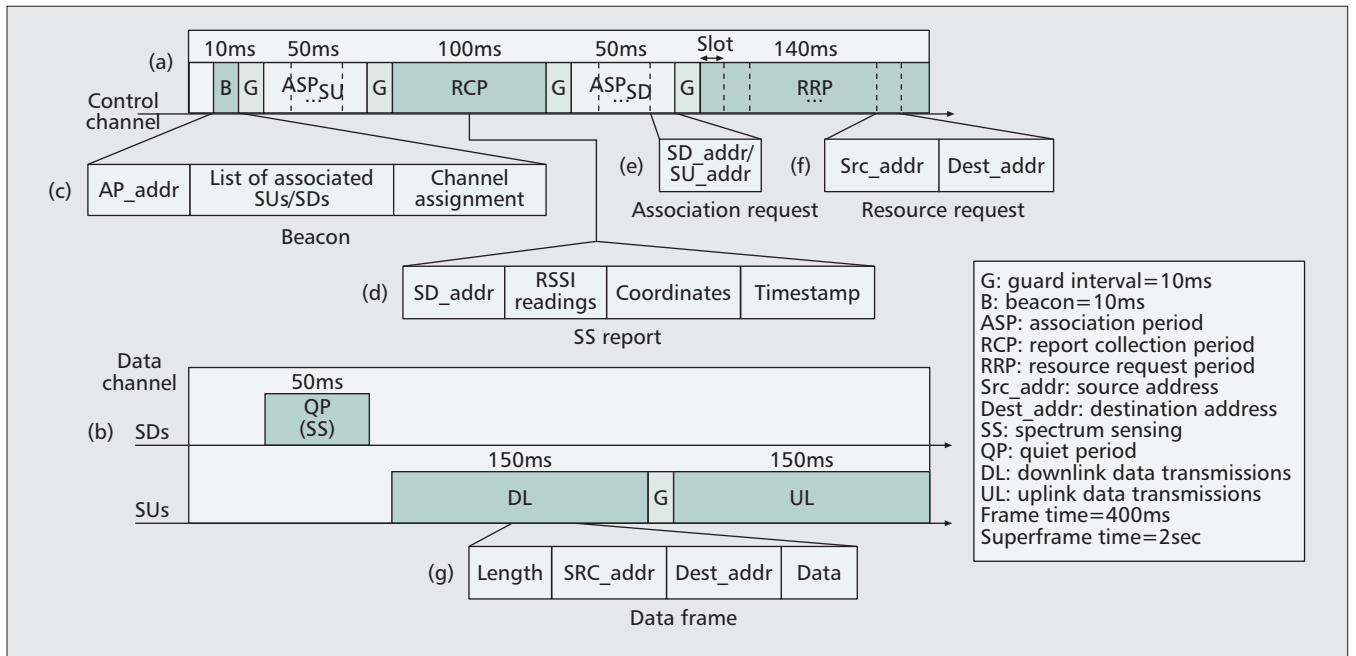 10ms 50ms 100ms 50ms Slot 140ms
(a)
B G ASP_SU ... G RCP G ASP_SD ... G RRP ...
Control
channel
(c) AP_addr List of associated
SUs/SDs Channel
assignment
Beacon
(e) SD_addr/
SU_addr
Association request
(f) Src_addr Dest_addr
Resource request
(d) SD_addr RSSI
readings Coordinates Timestamp
SS report
G: guard interval=10ms
B: beacon=10ms
ASP: association period
RCP: report collection period
RRP: resource request period
Src_addr: source address
Dest_addr: destination address
SS: spectrum sensing
QP: quiet period
DL: downlink data transmissions
UL: uplink data transmissions
Frame time=400ms
Superframe time=2sec
Data
channel
50ms
(b) SDs QP
(SS)
150ms 150ms
SUs DL G UL
(g) Length SRC_addr Dest_addr Data
Data frame